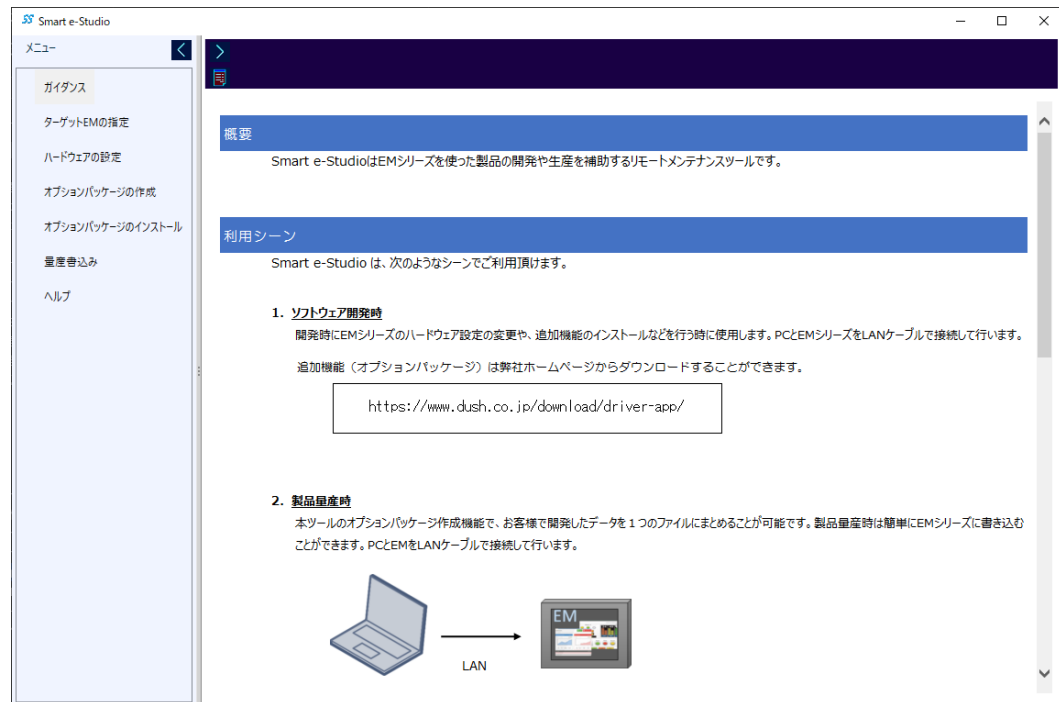 Smart e-Studio
メニュー
ガイダンス
ターゲットEMの指定
ハードウェアの設定
オプションパッケージの作成
オプションパッケージのインストール
量産書込み
ヘルプ
概要
Smart e-StudioはEMシリーズを使った製品の開発や生産を補助するリモートメンテナンスツールです。
利用シーン
Smart e-Studio は、次のようなシーンでご利用頂けます。
1. ソフトウェア開発時
開発時にEMシリーズのハードウェア設定の変更や、追加機能のインストールなどを行う時に使用します。PCとEMシリーズをLANケーブルで接続して行います。
追加機能（オプションパッケージ）は弊社ホームページからダウンロードすることができます。
https://www.dush.co.jp/download/driver-app/
2. 製品量産時
本ツールのオプションパッケージ作成機能で、お客様で開発したデータを１つのファイルにまとめることが可能です。製品量産時は簡単にEMシリーズに書き込む
ことができます。PCとEMをLANケーブルで接続して行います。
EM
LAN